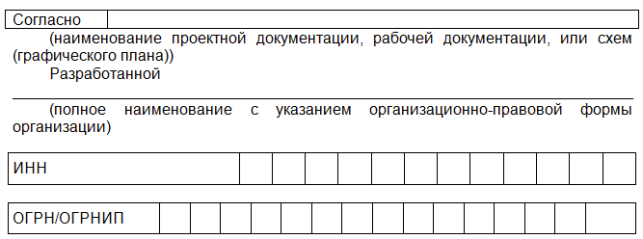 Согласно
(наименование проектной документации, рабочей документации, или схем
(графического плана))
Разработанной
(полное наименование с указанием организационно-правовой формы
организации)
ИНН
ОГРН/ОГРНИП